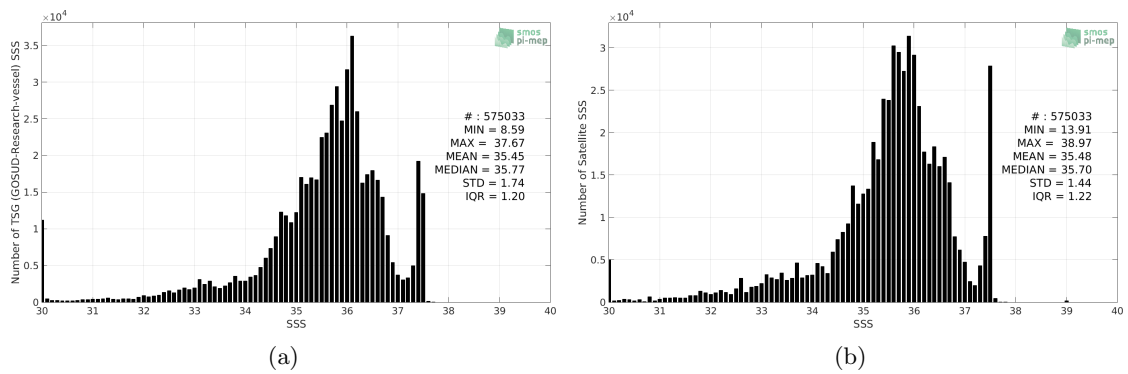 ×10⁴
3.5
3
2.5
2
1.5
1
0.5
0
Number of TSG (GOSUD-Research-vessel) SSS
smos
pi-mep
# : 575033
MIN = 8.59
MAX = 37.67
MEAN = 35.45
MEDIAN = 35.77
STD = 1.74
IQR = 1.20
30 31 32 33 34 35 36 37 38 39 40
SSS
(a)
×10⁴
3
2.5
2
1.5
1
0.5
0
Number of Satellite SSS
smos
pi-mep
# : 575033
MIN = 13.91
MAX = 38.97
MEAN = 35.48
MEDIAN = 35.70
STD = 1.44
IQR = 1.22
30 31 32 33 34 35 36 37 38 39 40
SSS
(b)